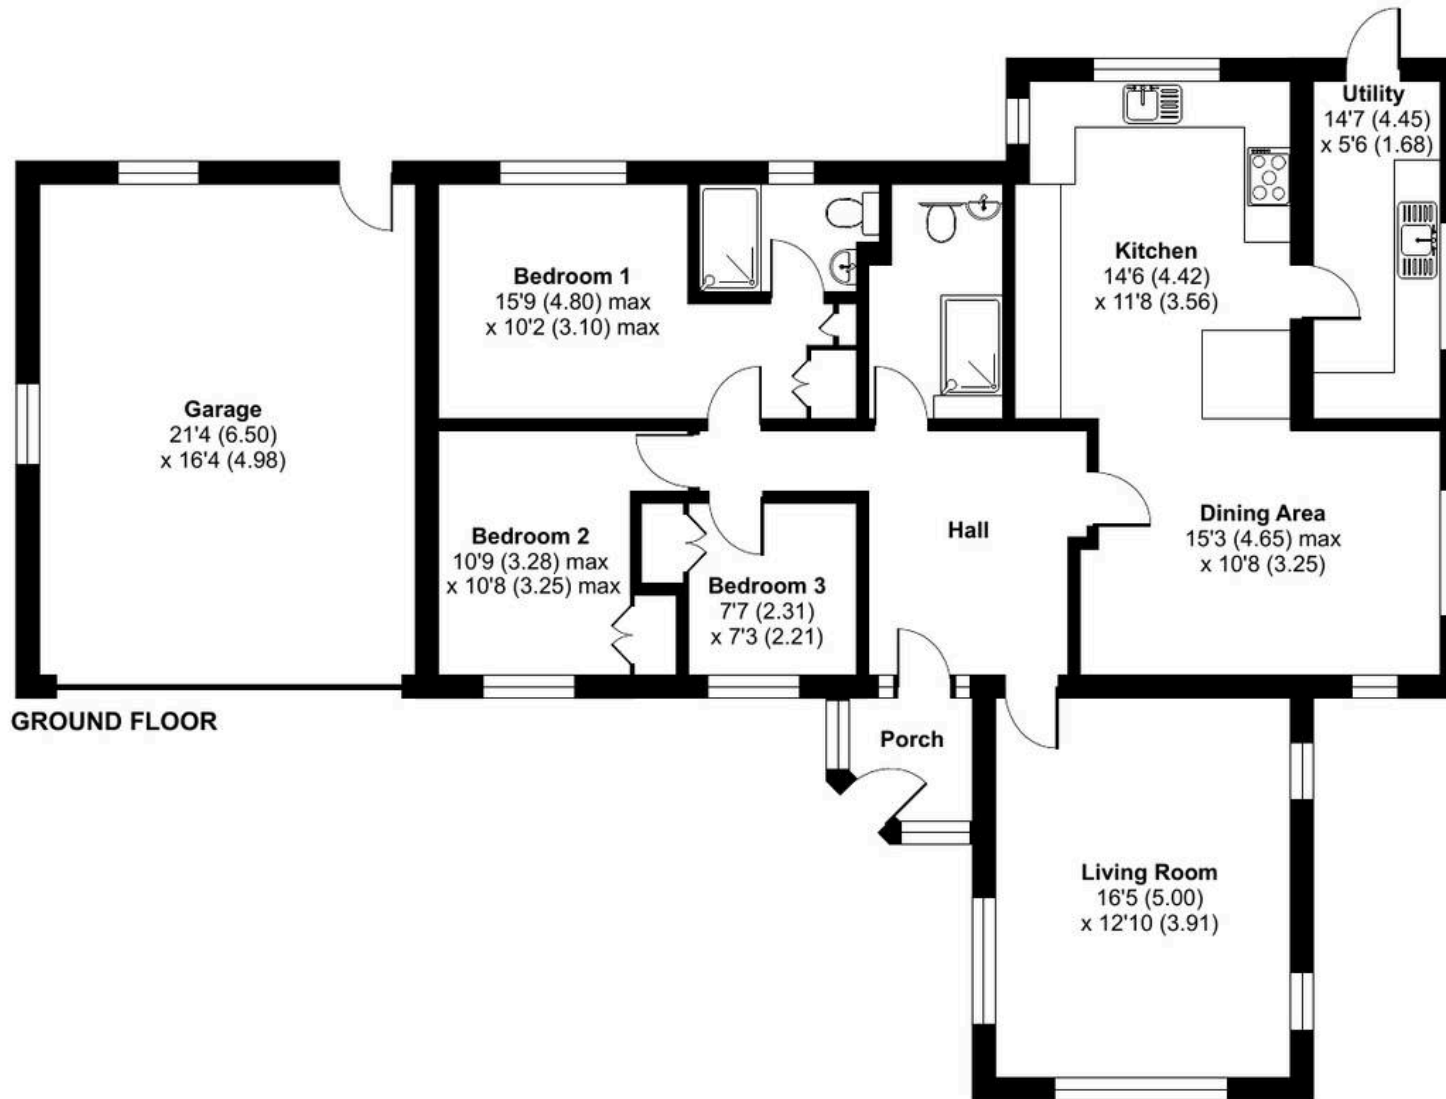 Utility
14'7 (4.45)
x 5'6 (1.68)
Kitchen
14'6 (4.42)
x 11'8 (3.56)
Bedroom 1
15'9 (4.80) max
x 10'2 (3.10) max
Garage
21'4 (6.50)
x 16'4 (4.98)
Bedroom 2
10'9 (3.28) max
x 10'8 (3.25) max
Bedroom 3
7'7 (2.31)
x 7'3 (2.21)
Hall
Dining Area
15'3 (4.65) max
x 10'8 (3.25)
GROUND FLOOR
Porch
Living Room
16'5 (5.00)
x 12'10 (3.91)